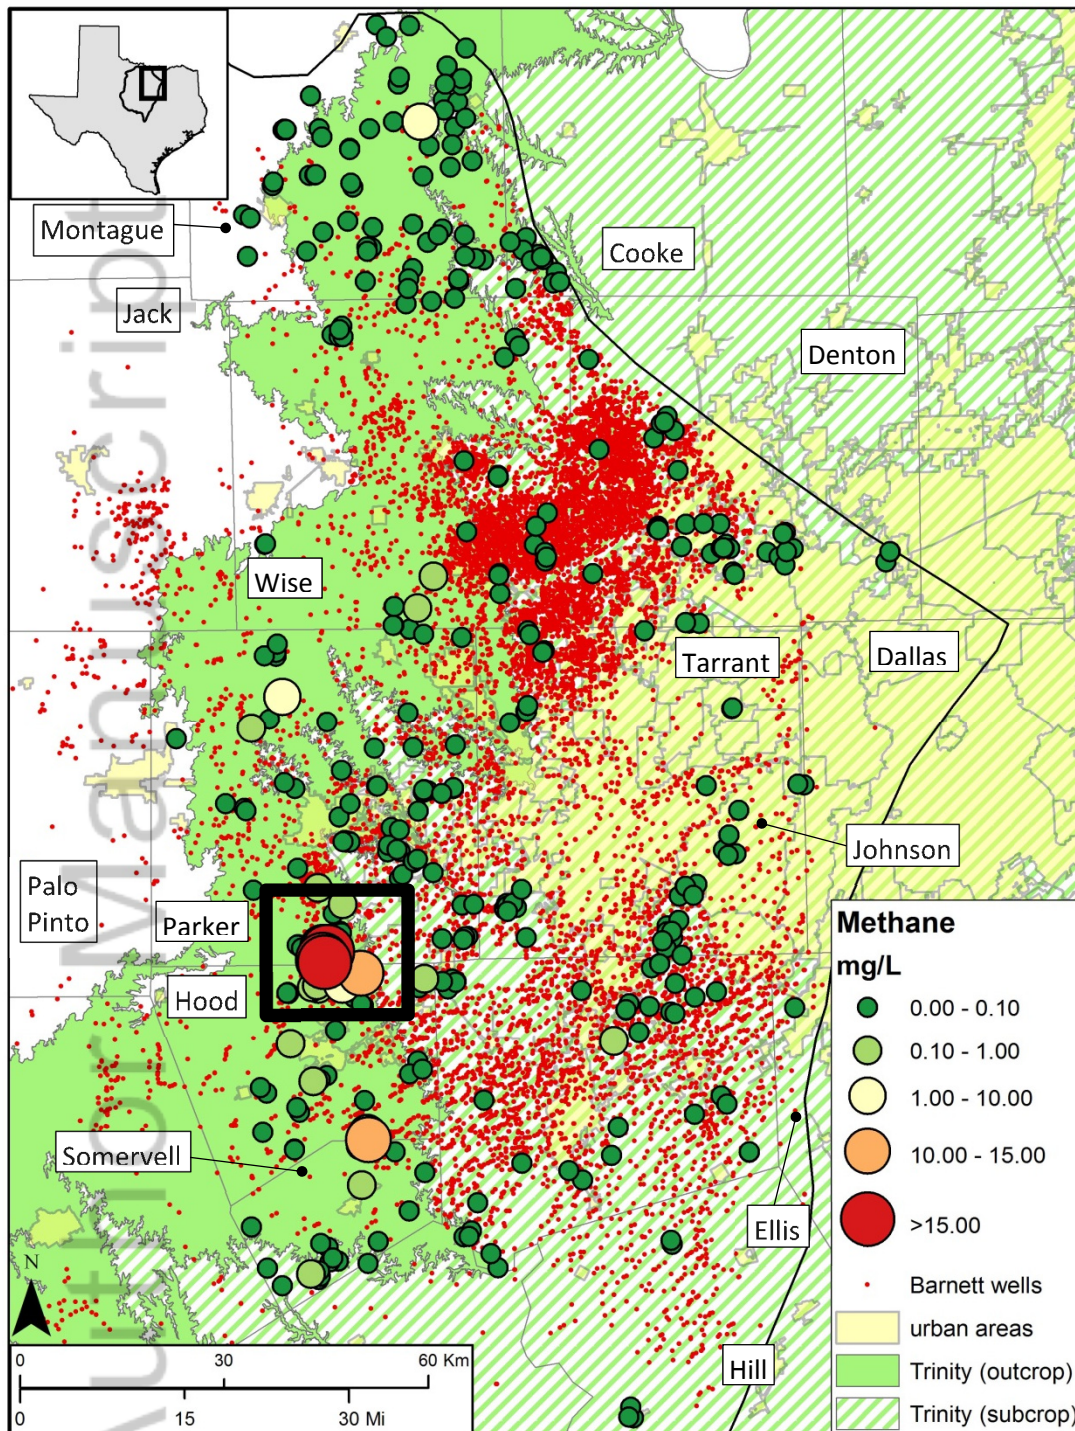 Author Manuscript
Montague
Cooke
Jack
Denton
Wise
Tarrant
Dallas
Johnson
Palo
Pinto
Parker
Hood
Somervell
Ellis
Hill
N
0 30 60 Km
0 15 30 Mi
Methane
mg/L
0.00 - 0.10
0.10 - 1.00
1.00 - 10.00
10.00 - 15.00
>15.00
Barnett wells
urban areas
Trinity (outcrop)
Trinity (subcrop)